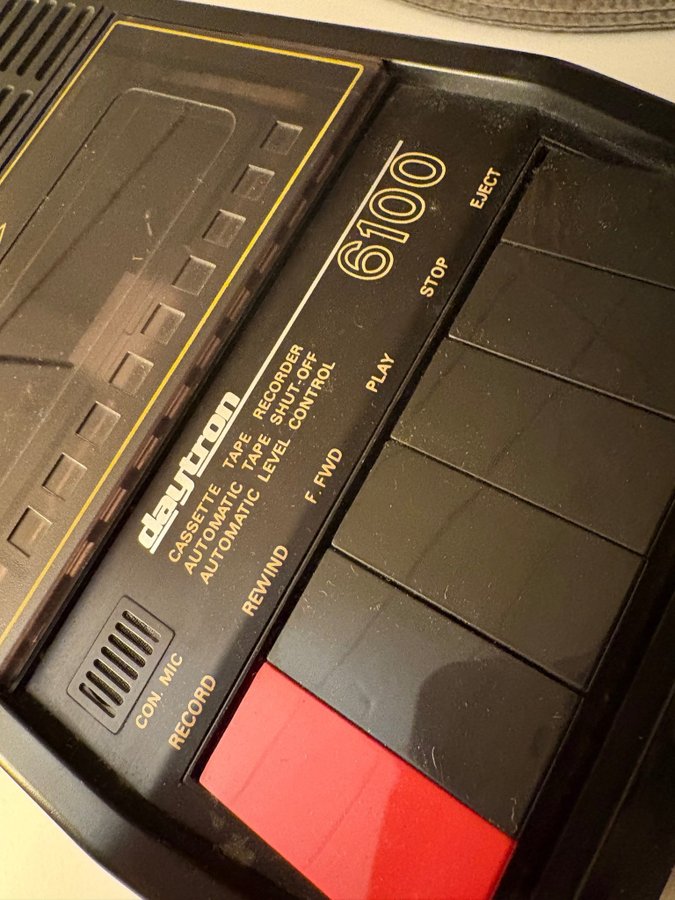 6100
daytron
CASSETTE TAPE RECORDER
AUTOMATIC TAPE SHUT-OFF
AUTOMATIC LEVEL CONTROL
CON. MIC
RECORD
REWIND
F. FWD
PLAY
STOP
EJECT